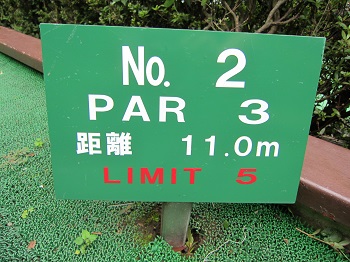 No. 2
PAR 3
距離 11.0m
LIMIT 5